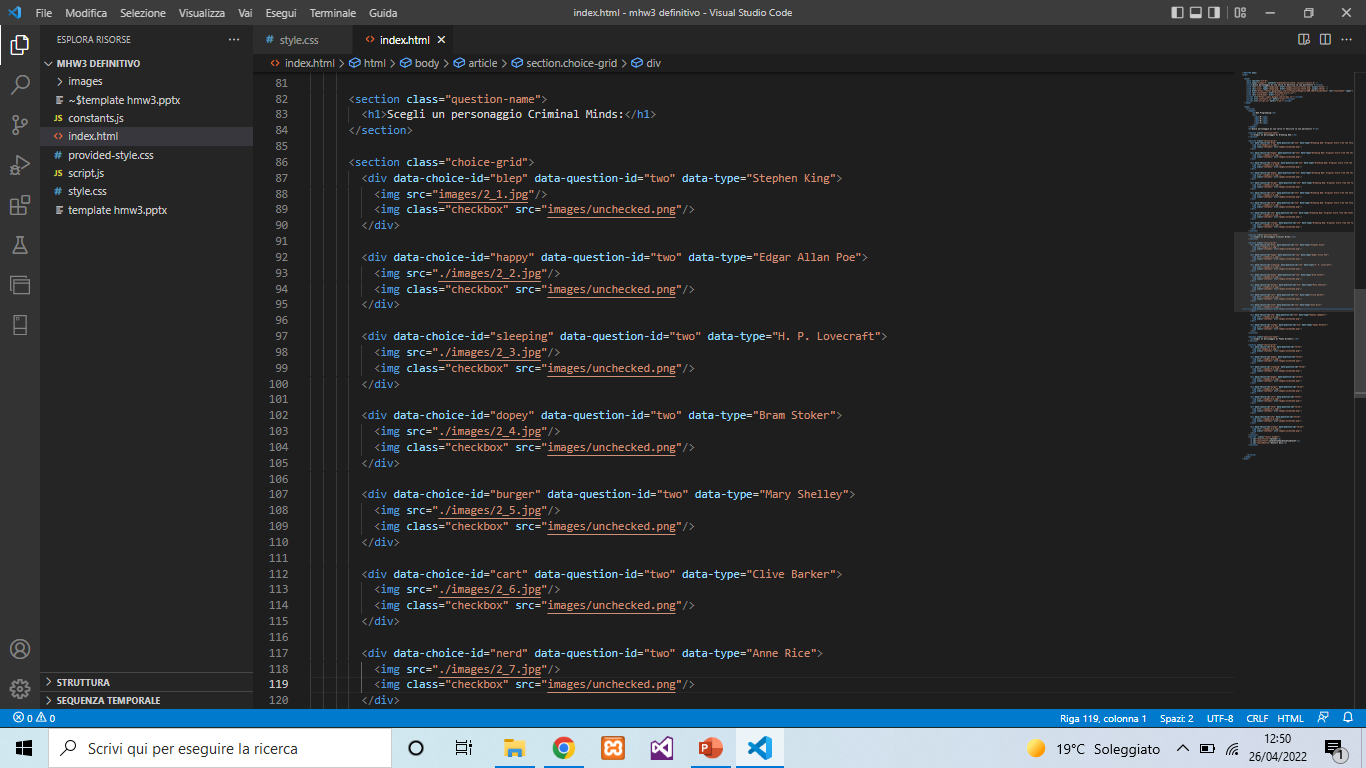 File Modifica Selezione Visualizza Vai Esegui Terminale Guida
index.html - mhw3 definitivo - Visual Studio Code
ESPLORA RISORSE
MHW3 DEFINITIVO
images
~$template hmw3.pptx
constants.js
index.html
provided-style.css
script.js
style.css
template hmw3.pptx
STRUTTURA
SEQUENZA TEMPORALE
style.css index.html
index.html > html > body > article > section.choice-grid > div
81
82 <section class="question-name">
83 <h1>Scegli un personaggio Criminal Minds:</h1>
84 </section>
85
86 <section class="choice-grid">
87 <div data-choice-id="blep" data-question-id="two" data-type="Stephen King">
88 <img src="images/2_1.jpg"/>
89 <img class="checkbox" src="images/unchecked.png"/>
90 </div>
91
92 <div data-choice-id="happy" data-question-id="two" data-type="Edgar Allan Poe">
93 <img src="./images/2_2.jpg"/>
94 <img class="checkbox" src="images/unchecked.png"/>
95 </div>
96
97 <div data-choice-id="sleeping" data-question-id="two" data-type="H. P. Lovecraft">
98 <img src="./images/2_3.jpg"/>
99 <img class="checkbox" src="images/unchecked.png"/>
100 </div>
101
102 <div data-choice-id="dopey" data-question-id="two" data-type="Bram Stoker">
103 <img src="./images/2_4.jpg"/>
104 <img class="checkbox" src="images/unchecked.png"/>
105 </div>
106
107 <div data-choice-id="burger" data-question-id="two" data-type="Mary Shelley">
108 <img src="./images/2_5.jpg"/>
109 <img class="checkbox" src="images/unchecked.png"/>
110 </div>
111
112 <div data-choice-id="cart" data-question-id="two" data-type="Clive Barker">
113 <img src="./images/2_6.jpg"/>
114 <img class="checkbox" src="images/unchecked.png"/>
115 </div>
116
117 <div data-choice-id="nerd" data-question-id="two" data-type="Anne Rice">
118 <img src="./images/2_7.jpg"/>
119 <img class="checkbox" src="images/unchecked.png"/>
120 </div>
0 0
Riga 119, colonna 1 Spazi: 2 UTF-8 CRLF HTML
Scrivi qui per eseguire la ricerca
19°C Soleggiato
12:50
26/04/2022
1